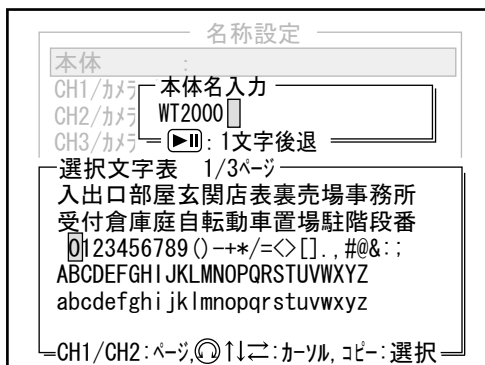 名称設定
本体 :
CH1/カメラ
本体名入力
CH2/カメラ
WT2000
CH3/カメラ
▶II: 1文字後退
選択文字表 1/3ページ
入出口部屋玄関店表裏売場事務所
受付倉庫庭自転動車置場駐階段番
0123456789()-+*/=<>[].,#@&:;
ABCDEFGHIJKLMNOPQRSTUVWXYZ
abcdefghijklmnopqrstuvwxyz
CH1/CH2:ページ,↑↓⇄:カーソル,コピー:選択